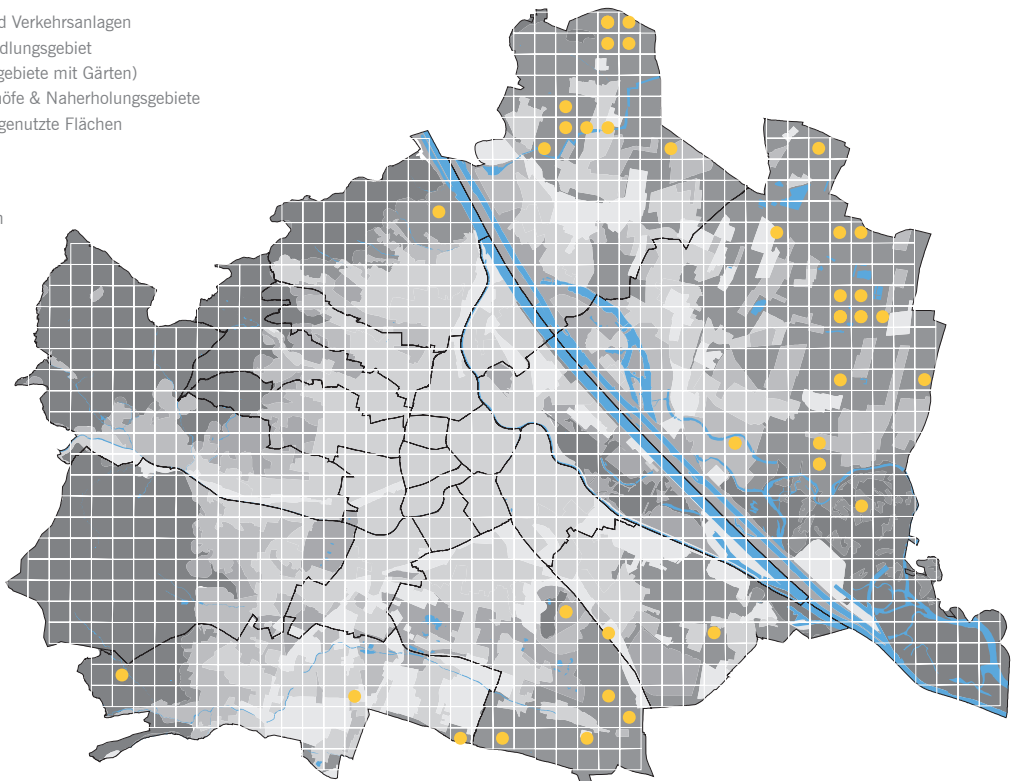 d Verkehrsanlagen
dlungsgebiet
gebiete mit Gärten)
öfe & Naherholungsgebiete
genutzte Flächen
n